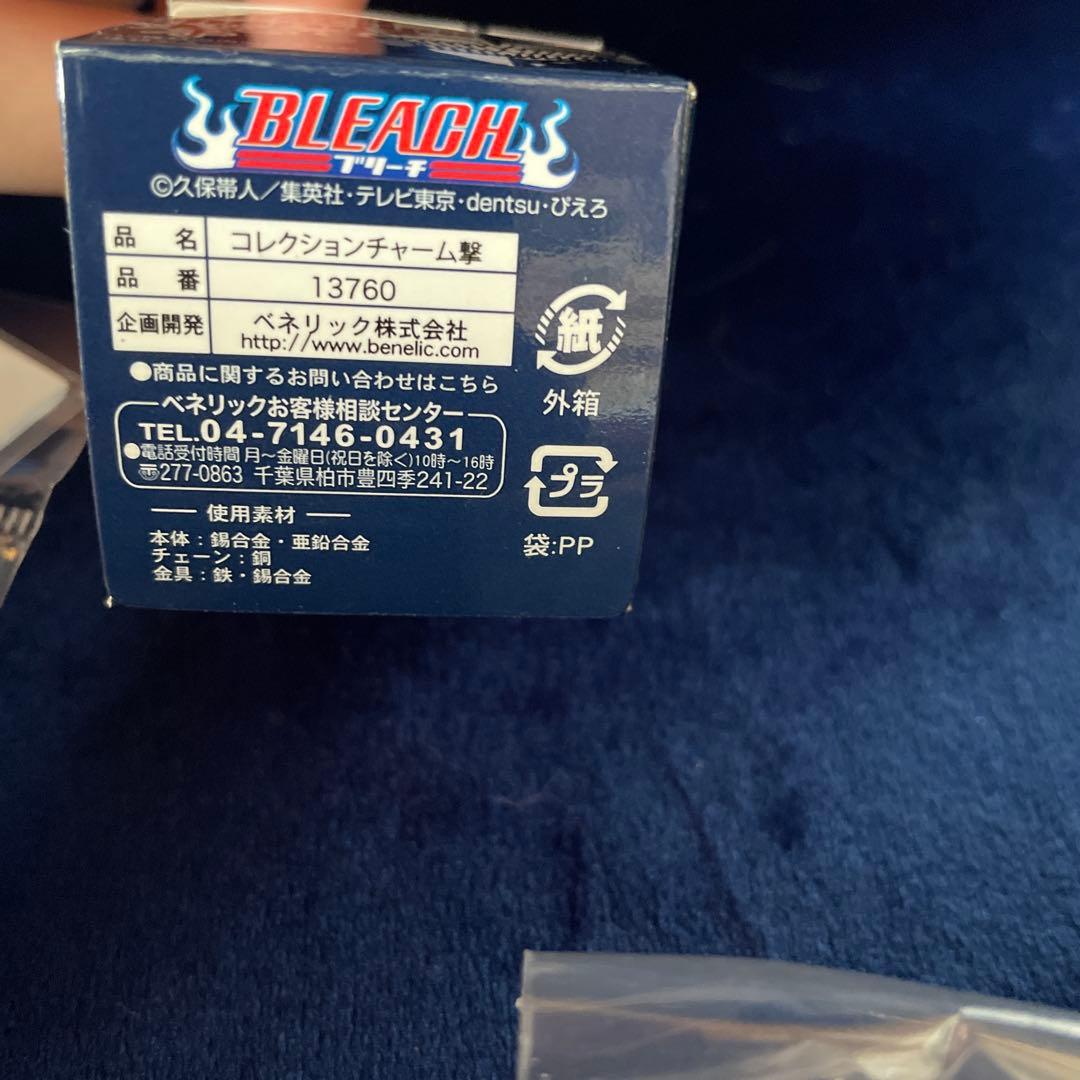 BLEACH
ブリーチ
©久保帯人／集英社・テレビ東京・dentsu・ぴえろ
品 名 コレクションチャーム撃
品 番 13760
企画開発 ベネリック株式会社
http://www.benelic.com
●商品に関するお問い合わせはこちら
ベネリックお客様相談センター
TEL.04-7146-0431
●電話受付時間 月～金曜日(祝日を除く)10時～16時
〒277-0863 千葉県柏市豊四季241-22
使用素材
本体：錫合金・亜鉛合金
チェーン：銅
金具：鉄・錫合金
紙
外箱
プラ
袋:PP